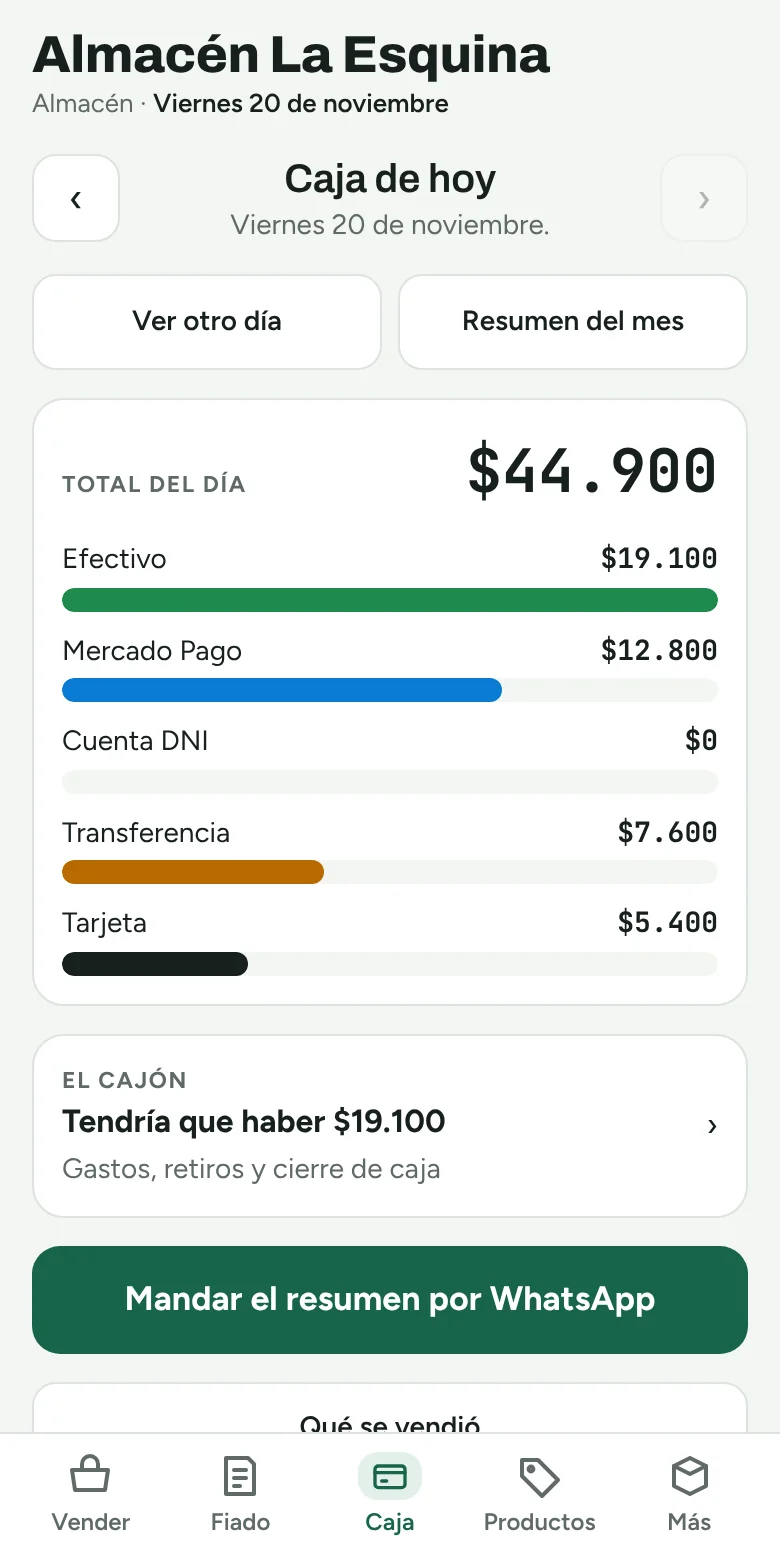 Almacén La Esquina
Almacén · Viernes 20 de noviembre
‹
Caja de hoy
›
Viernes 20 de noviembre.
Ver otro día
Resumen del mes
TOTAL DEL DÍA $44.900
Efectivo $19.100
Mercado Pago $12.800
Cuenta DNI $0
Transferencia $7.600
Tarjeta $5.400
EL CAJÓN
Tendría que haber $19.100
›
Gastos, retiros y cierre de caja
Mandar el resumen por WhatsApp
Qué se vendió
Vender Fiado Caja Productos Más